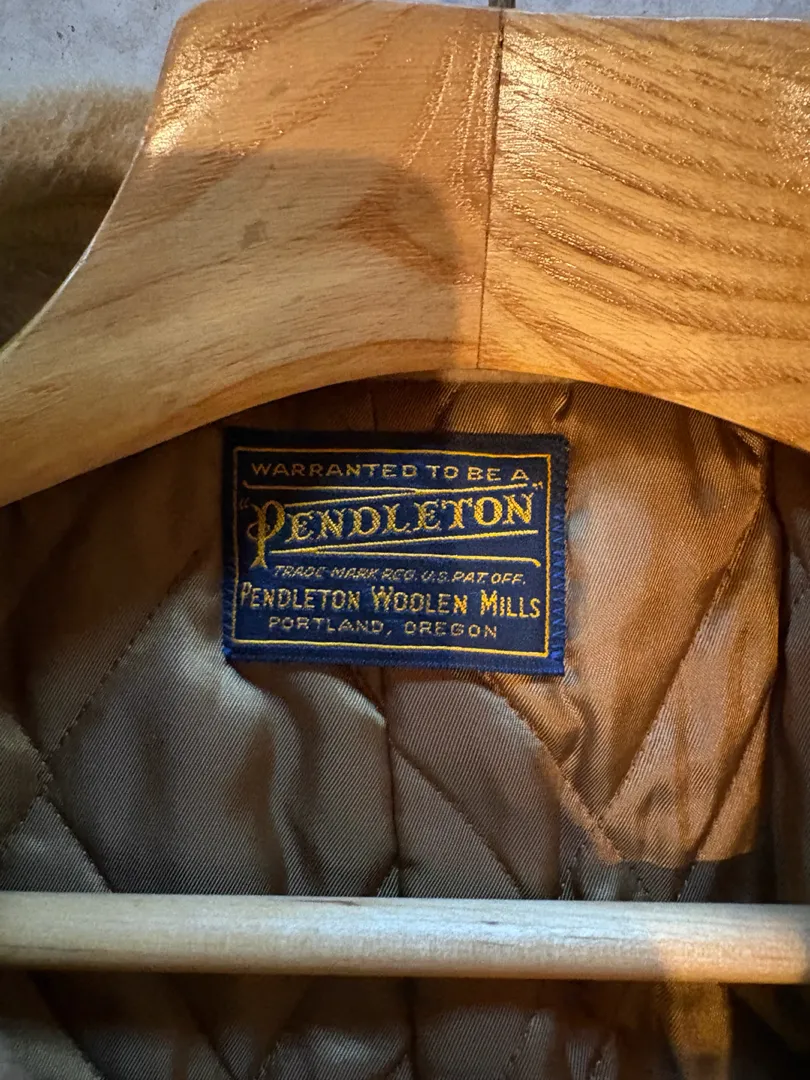 WARRANTED TO BE A
"PENDLETON"
TRADE-MARK REG. U.S. PAT. OFF.
PENDLETON WOOLEN MILLS
PORTLAND, OREGON